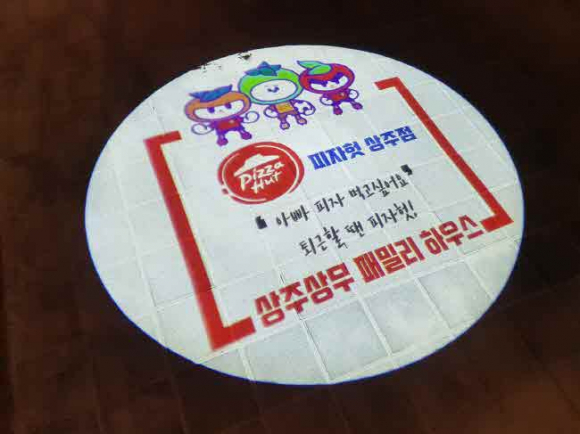 Pizza
Hut
피자헛 상주점
" 아빠 피자 먹고싶어요 "
퇴근할 땐 피자헛!
상주상무 패밀리 하우스